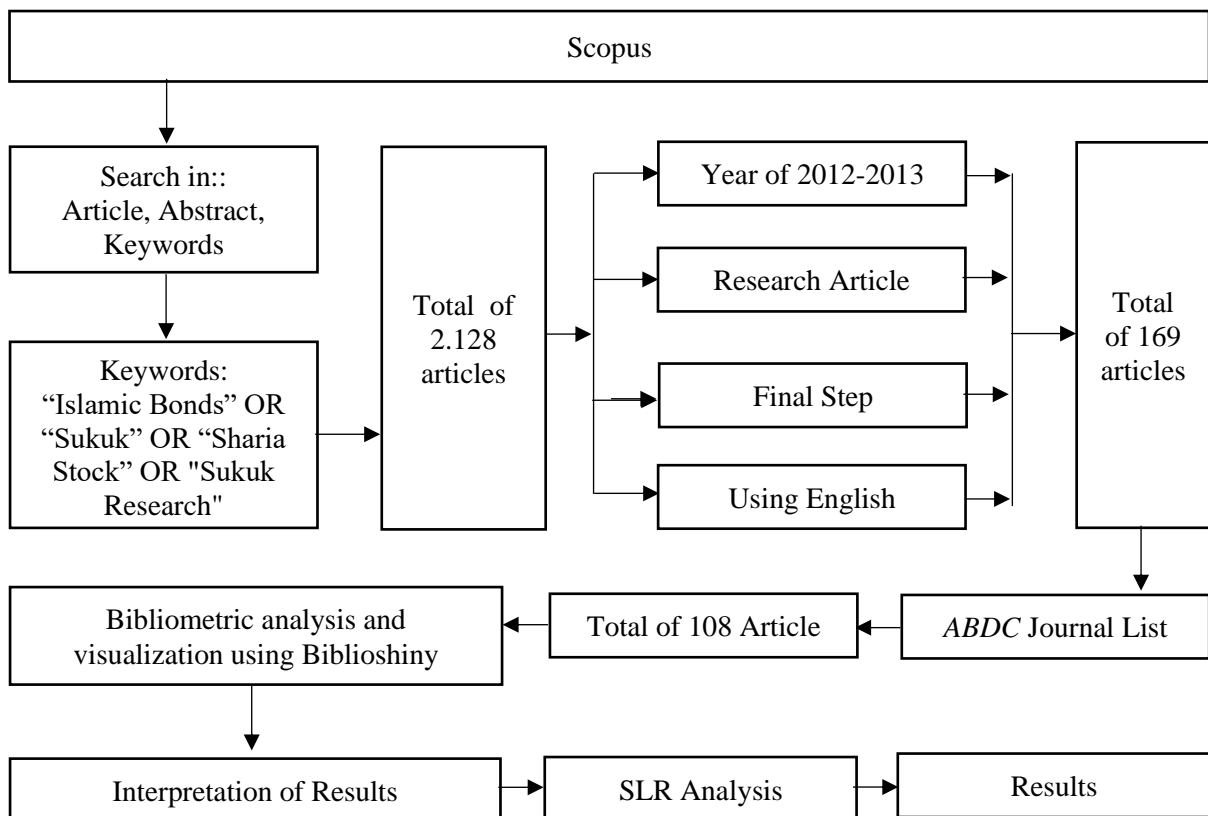 Scopus
Search in::
Article, Abstract,
Keywords
Keywords:
“Islamic Bonds” OR
“Sukuk” OR “Sharia
Stock” OR "Sukuk
Research"
Total of
2.128
articles
Year of 2012-2013
Research Article
Final Step
Using English
Total
of 169
articles
ABDC Journal List
Total of 108 Article
Bibliometric analysis and
visualization using Biblioshiny
Interpretation of Results
SLR Analysis
Results